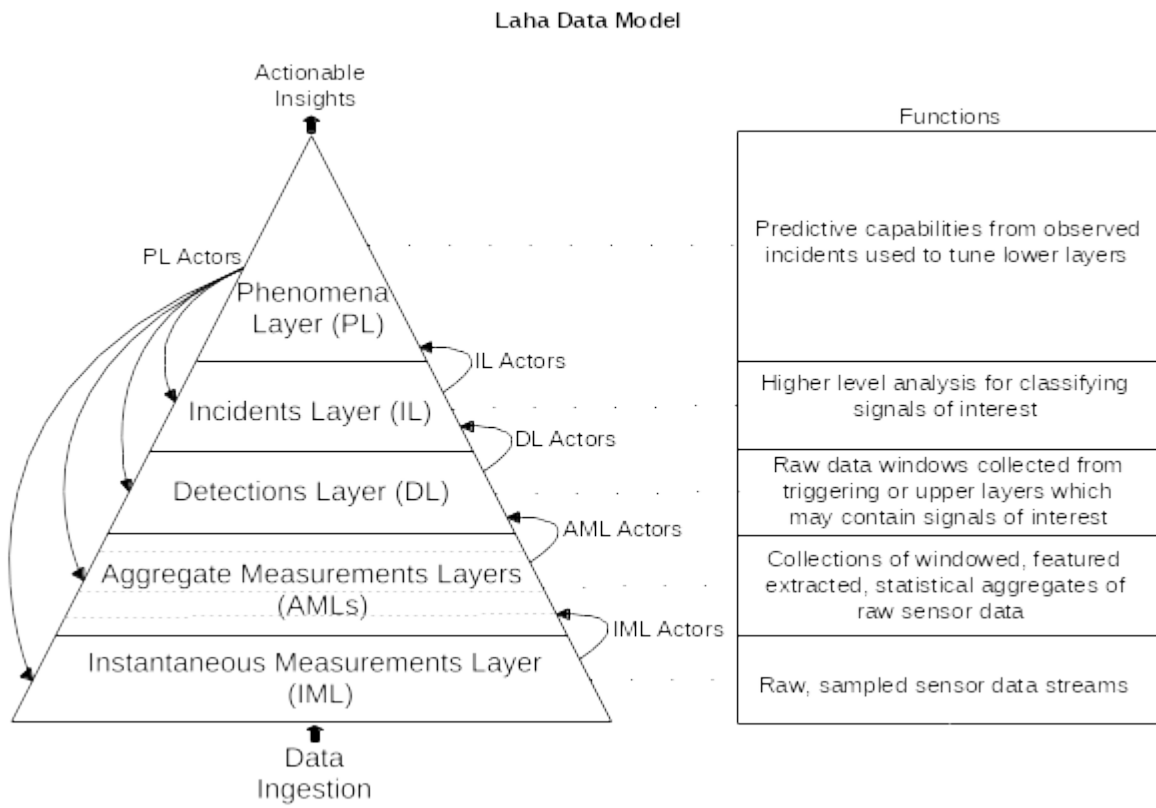 Laha Data Model
Actionable
Insights
Functions
PL Actors
Phenomena
Layer (PL)
Predictive capabilities from observed
incidents used to tune lower layers
IL Actors
Incidents Layer (IL)
Higher level analysis for classifying
signals of interest
DL Actors
Detections Layer (DL)
Raw data windows collected from
triggering or upper layers which
may contain signals of interest
AML Actors
Aggregate Measurements Layers
(AMLs)
Collections of windowed, featured
extracted, statistical aggregates of
raw sensor data
IML Actors
Instantaneous Measurements Layer
(IML)
Raw, sampled sensor data streams
Data
Ingestion